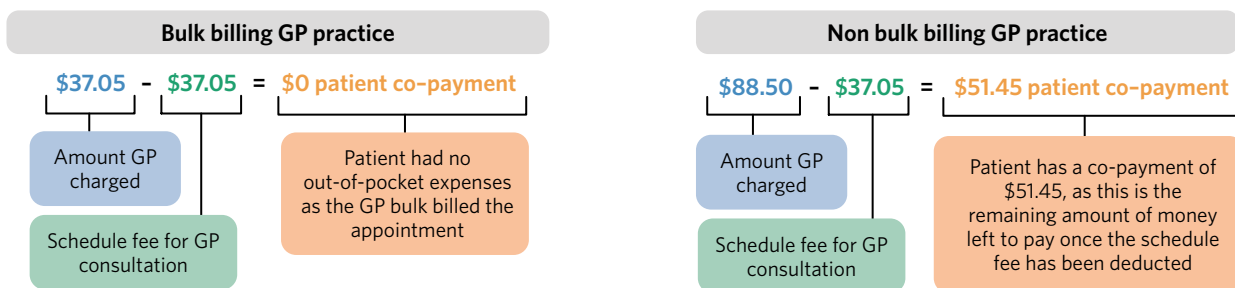 Bulk billing GP practice
$37.05 - $37.05 = $0 patient co-payment
Amount GP
charged
Schedule fee for GP
consultation
Patient had no
out-of-pocket expenses
as the GP bulk billed the
appointment
Non bulk billing GP practice
$88.50 - $37.05 = $51.45 patient co-payment
Amount GP
charged
Schedule fee for GP
consultation
Patient has a co-payment of
$51.45, as this is the
remaining amount of money
left to pay once the schedule
fee has been deducted